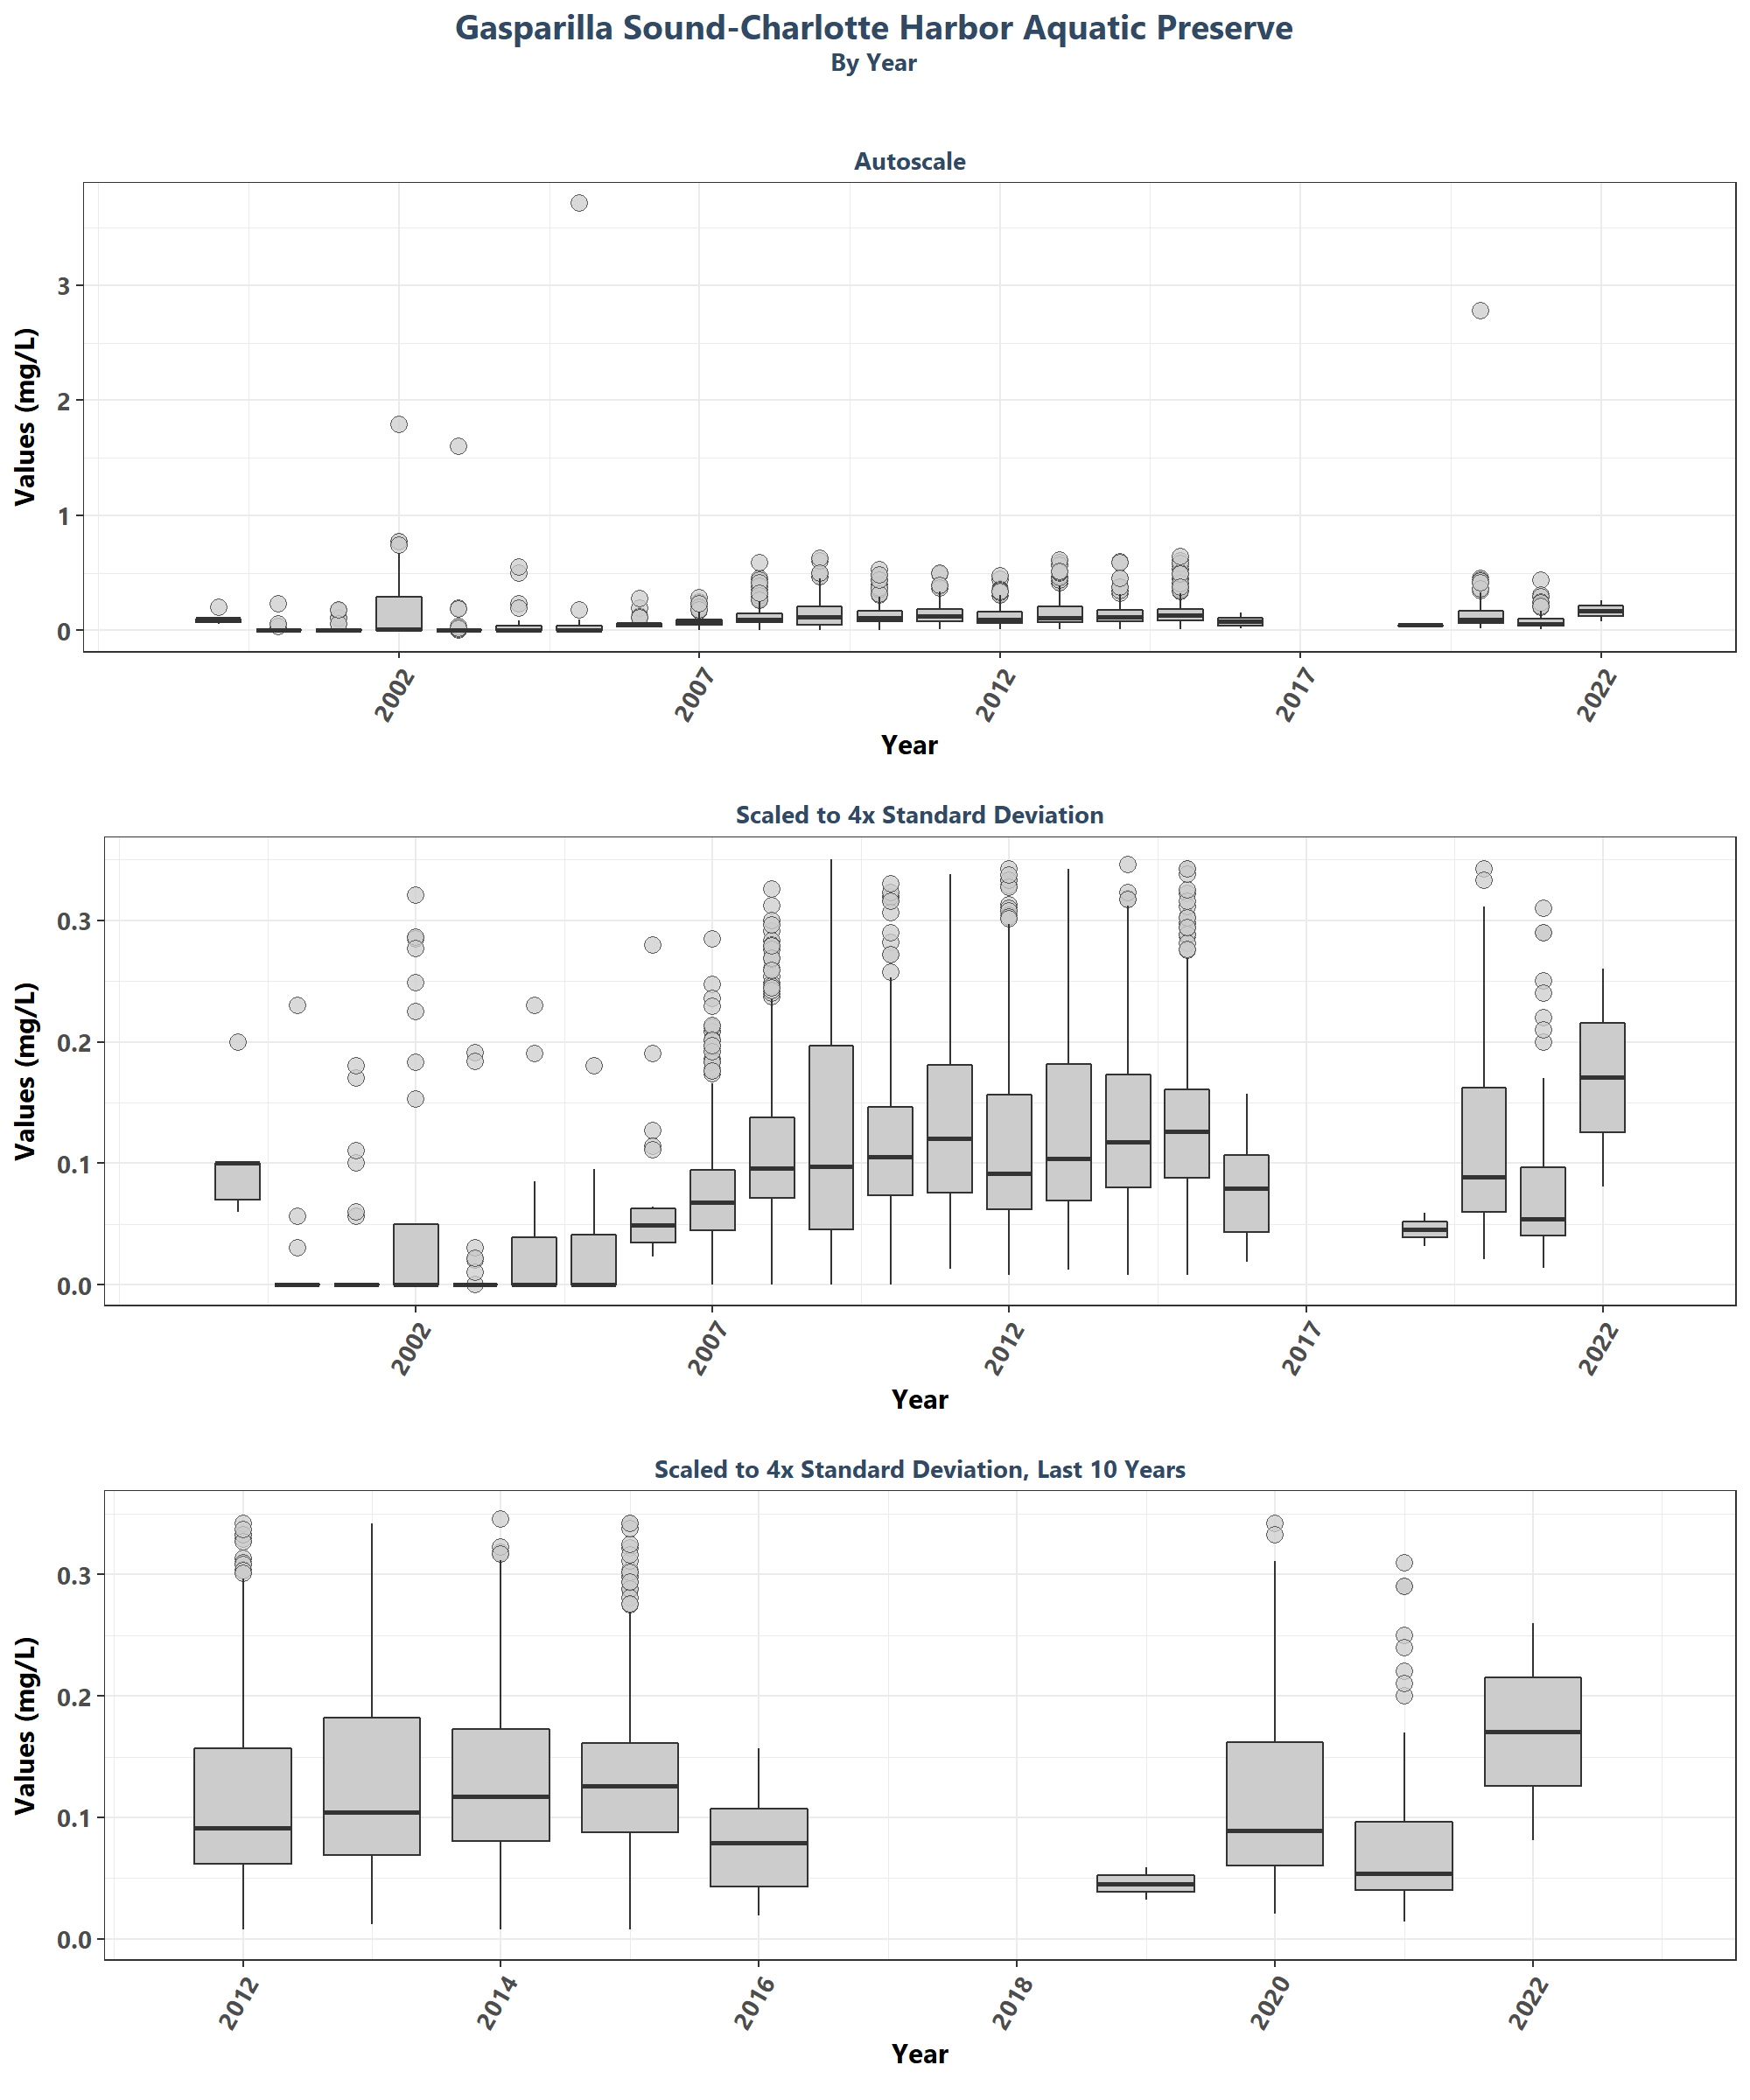 Gasparilla Sound-Charlotte Harbor Aquatic Preserve
By Year
Autoscale
Values (mg/L)
3
2
1
0
2002
2007
2012
2017
2022
Year
Scaled to 4x Standard Deviation
Values (mg/L)
0.3
0.2
0.1
0.0
2002
2007
2012
2017
2022
Year
Scaled to 4x Standard Deviation, Last 10 Years
Values (mg/L)
0.3
0.2
0.1
0.0
2012
2014
2016
2018
2020
2022
Year